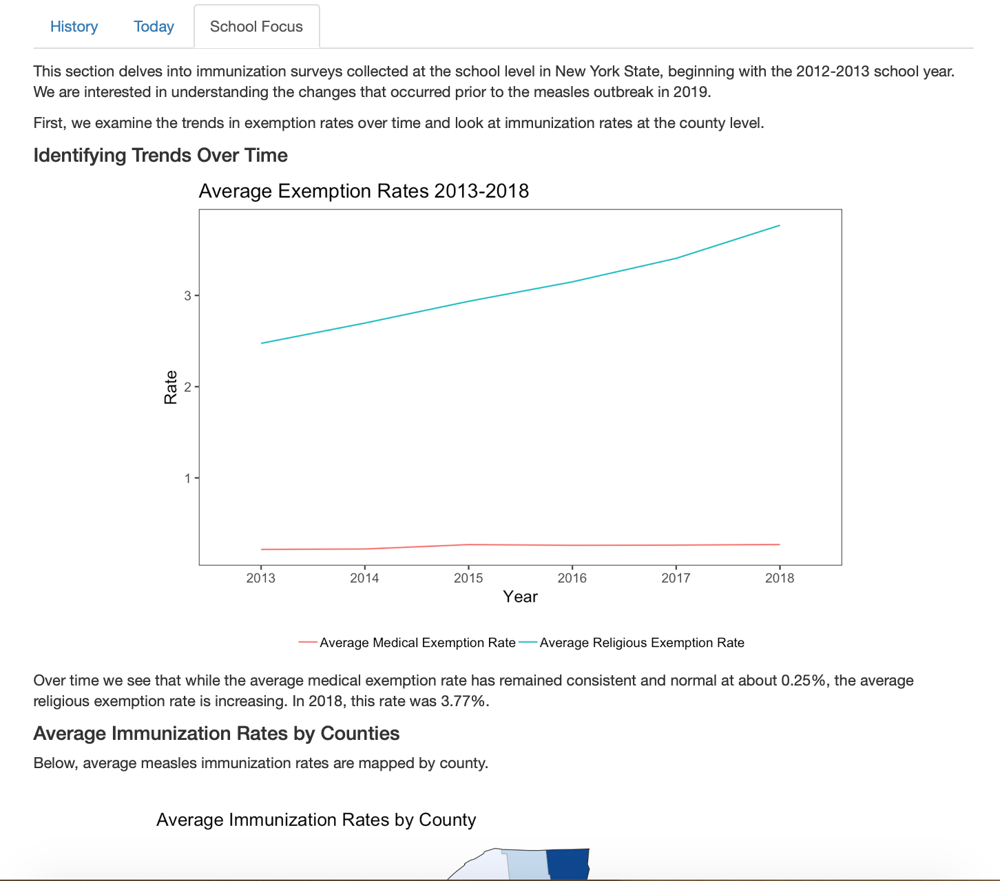 History Today School Focus
This section delves into immunization surveys collected at the school level in New York State, beginning with the 2012-2013 school year.
We are interested in understanding the changes that occurred prior to the measles outbreak in 2019.
First, we examine the trends in exemption rates over time and look at immunization rates at the county level.
Identifying Trends Over Time
Average Exemption Rates 2013-2018
3
2
1
Rate
2013 2014 2015 2016 2017 2018
Year
Average Medical Exemption Rate Average Religious Exemption Rate
Over time we see that while the average medical exemption rate has remained consistent and normal at about 0.25%, the average
religious exemption rate is increasing. In 2018, this rate was 3.77%.
Average Immunization Rates by Counties
Below, average measles immunization rates are mapped by county.
Average Immunization Rates by County